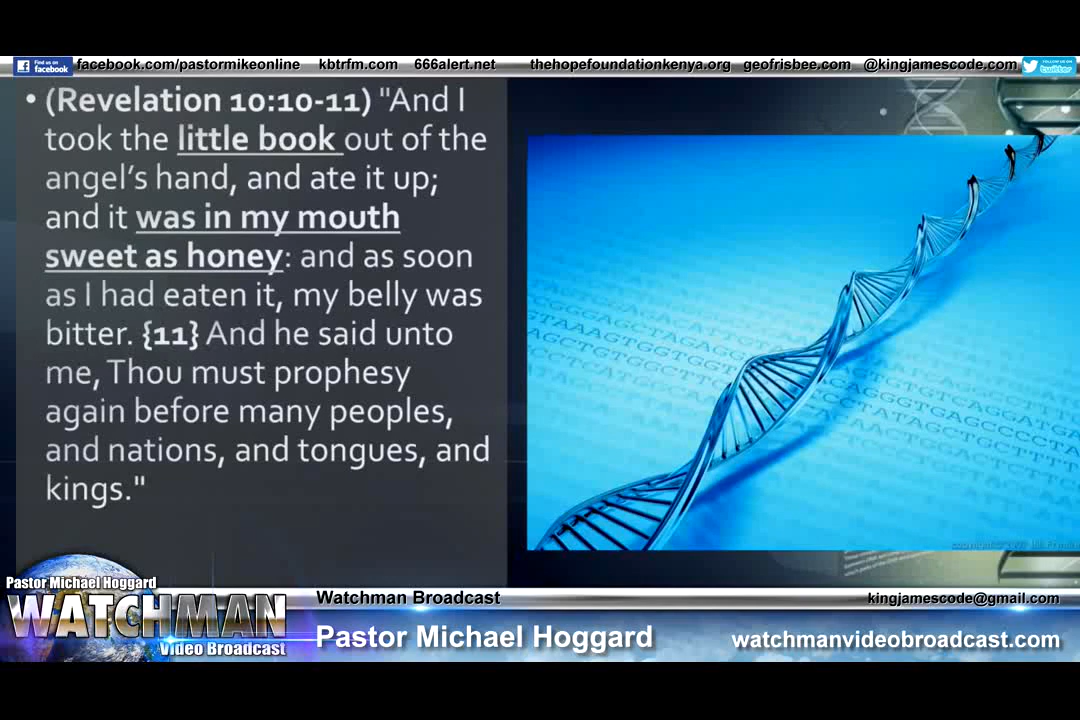 Find us on
facebook
facebook.com/pastormikeonline kbtrfm.com 666alert.net thehopefoundationkenya.org geofrisbee.com @kingjamescode.com
FOLLOW US ON
twitter
• (Revelation 10:10-11) "And I
took the little book out of the
angel's hand, and ate it up;
and it was in my mouth
sweet as honey: and as soon
as I had eaten it, my belly was
bitter. {11} And he said unto
me, Thou must prophesy
again before many peoples,
and nations, and tongues, and
kings."
Pastor Michael Hoggard
WATCHMAN
Video Broadcast
Watchman Broadcast
kingjamescode@gmail.com
Pastor Michael Hoggard
watchmanvideobroadcast.com